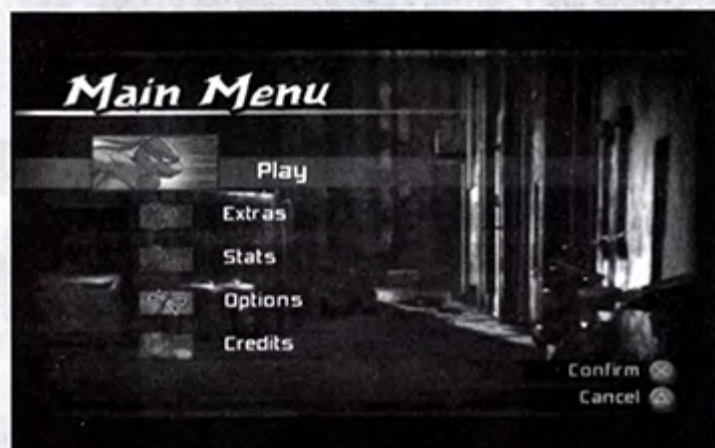 Main Menu
Play
Extras
Stats
Options
Credits
Confirm
Cancel